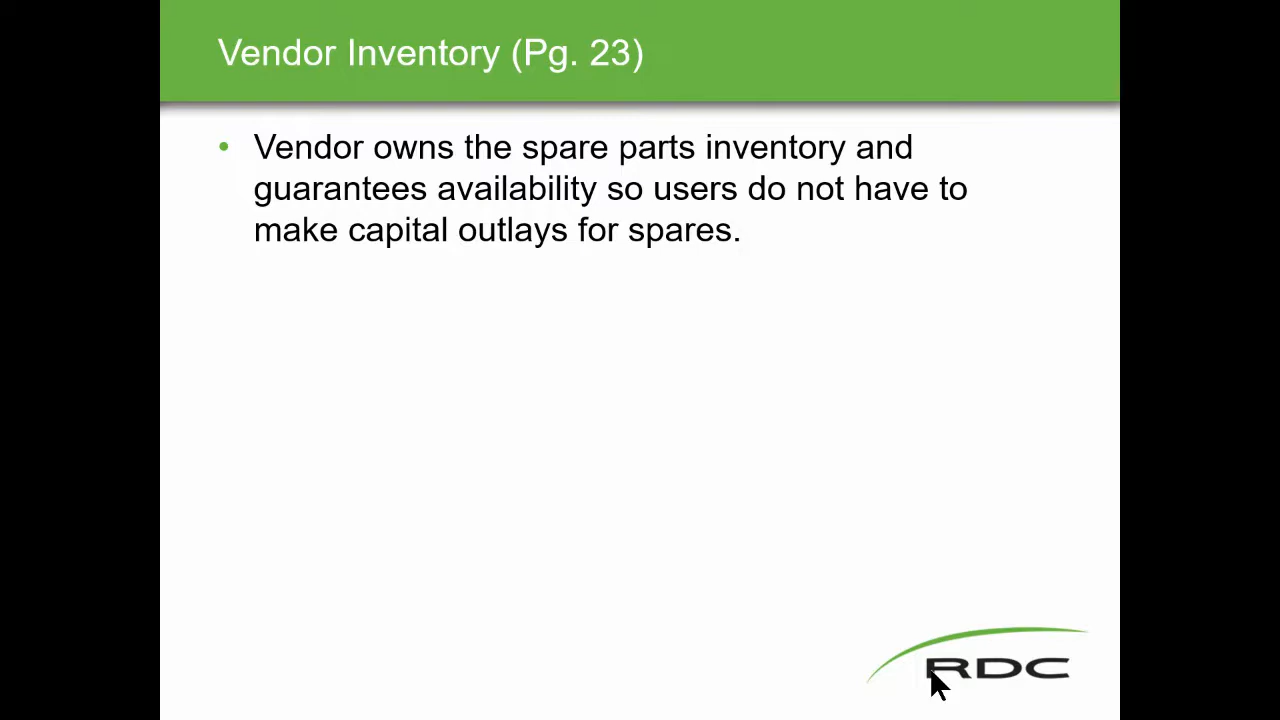 Vendor Inventory (Pg. 23)
• Vendor owns the spare parts inventory and
guarantees availability so users do not have to
make capital outlays for spares.
RDC